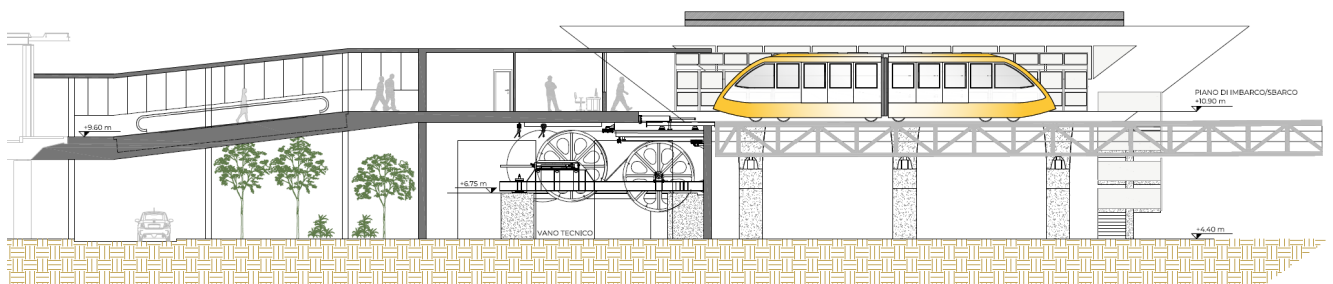 PIANO DI IMBARCO/SBARCO
+10.90 m
+9.60 m
+6.75 m
VANO TECNICO
+4.40 m